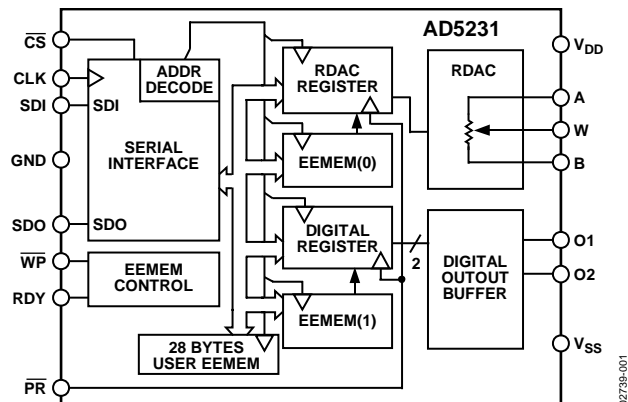 AD5231
CS
CLK
SDI
GND
SDO
WP
RDY
PR
ADDR
DECODE
SDI
SERIAL
INTERFACE
SDO
EEMEM
CONTROL
28 BYTES
USER EEMEM
RDAC
REGISTER
EEMEM(0)
DIGITAL
REGISTER
EEMEM(1)
2
RDAC
DIGITAL
OUTOUT
BUFFER
VDD
A
W
B
O1
O2
VSS
02739-001